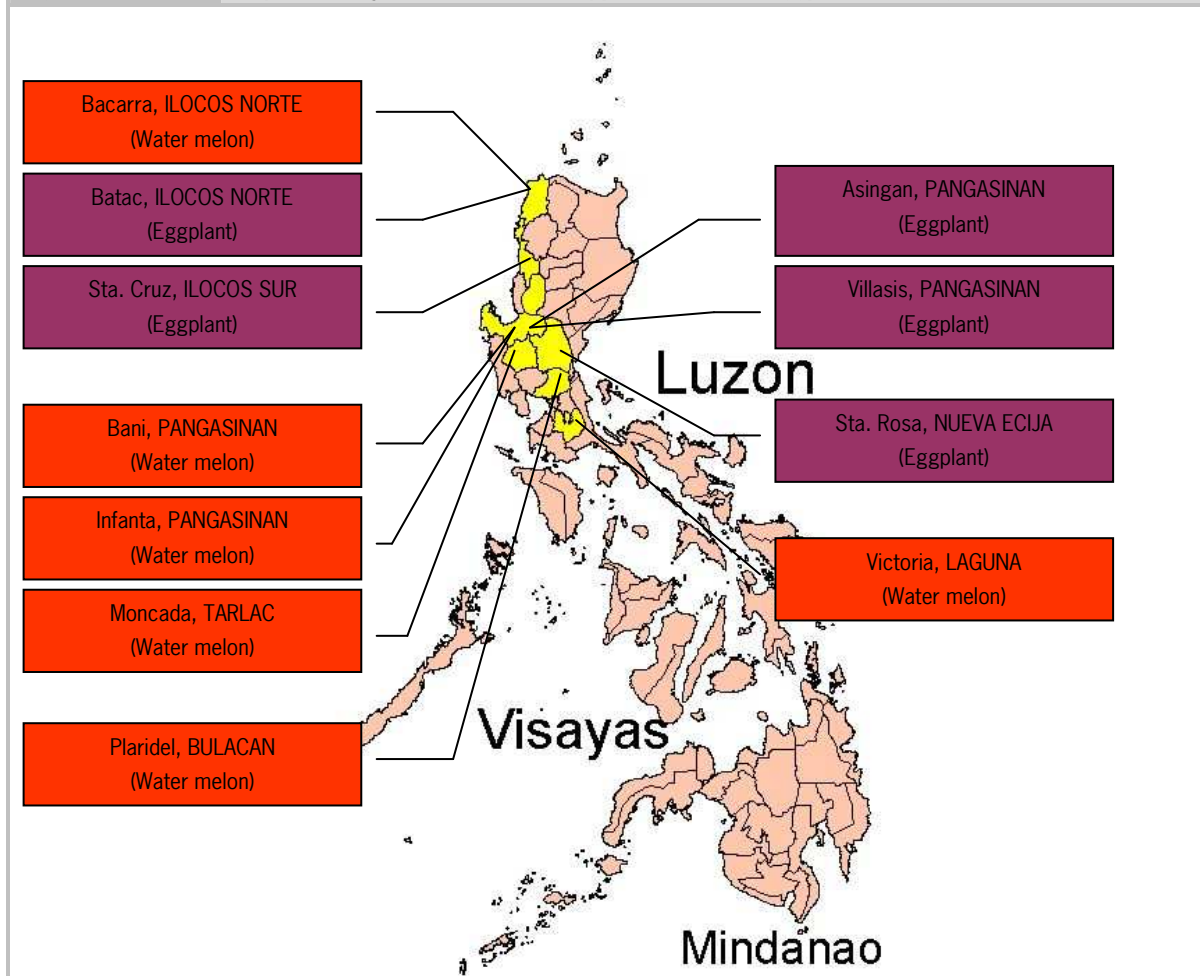 Bacarra, ILOCOS NORTE
(Water melon)
Batac, ILOCOS NORTE
(Eggplant)
Sta. Cruz, ILOCOS SUR
(Eggplant)
Bani, PANGASINAN
(Water melon)
Infanta, PANGASINAN
(Water melon)
Moncada, TARLAC
(Water melon)
Plaridel, BULACAN
(Water melon)
Asingan, PANGASINAN
(Eggplant)
Villasis, PANGASINAN
(Eggplant)
Luzon
Sta. Rosa, NUEVA ECIJA
(Eggplant)
Victoria, LAGUNA
(Water melon)
Visayas
Mindanao